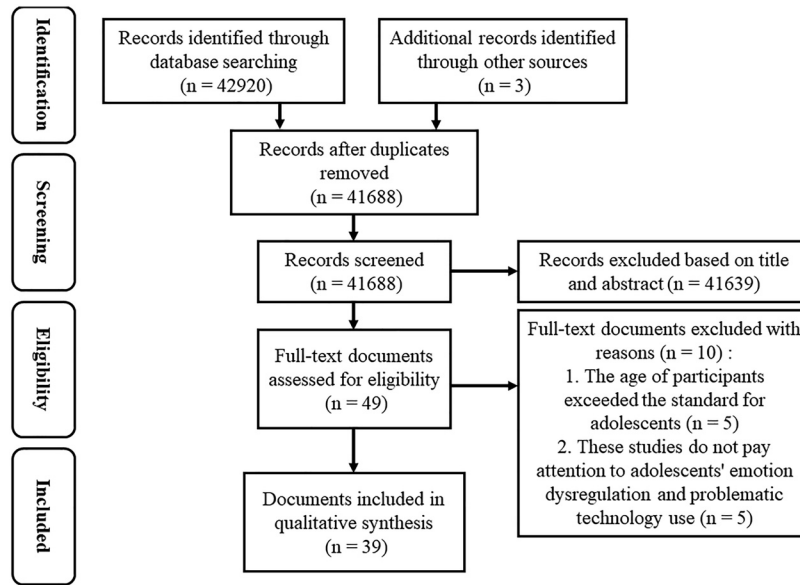 Identification
Records identified through
database searching
(n = 42920)
Additional records identified
through other sources
(n = 3)
Records after duplicates
removed
(n = 41688)
Screening
Records screened
(n = 41688)
Records excluded based on title
and abstract (n = 41639)
Eligibility
Full-text documents
assessed for eligibility
(n = 49)
Full-text documents excluded with
reasons (n = 10) :
1. The age of participants
exceeded the standard for
adolescents (n = 5)
2. These studies do not pay
attention to adolescents' emotion
dysregulation and problematic
technology use (n = 5)
Included
Documents included in
qualitative synthesis
(n = 39)